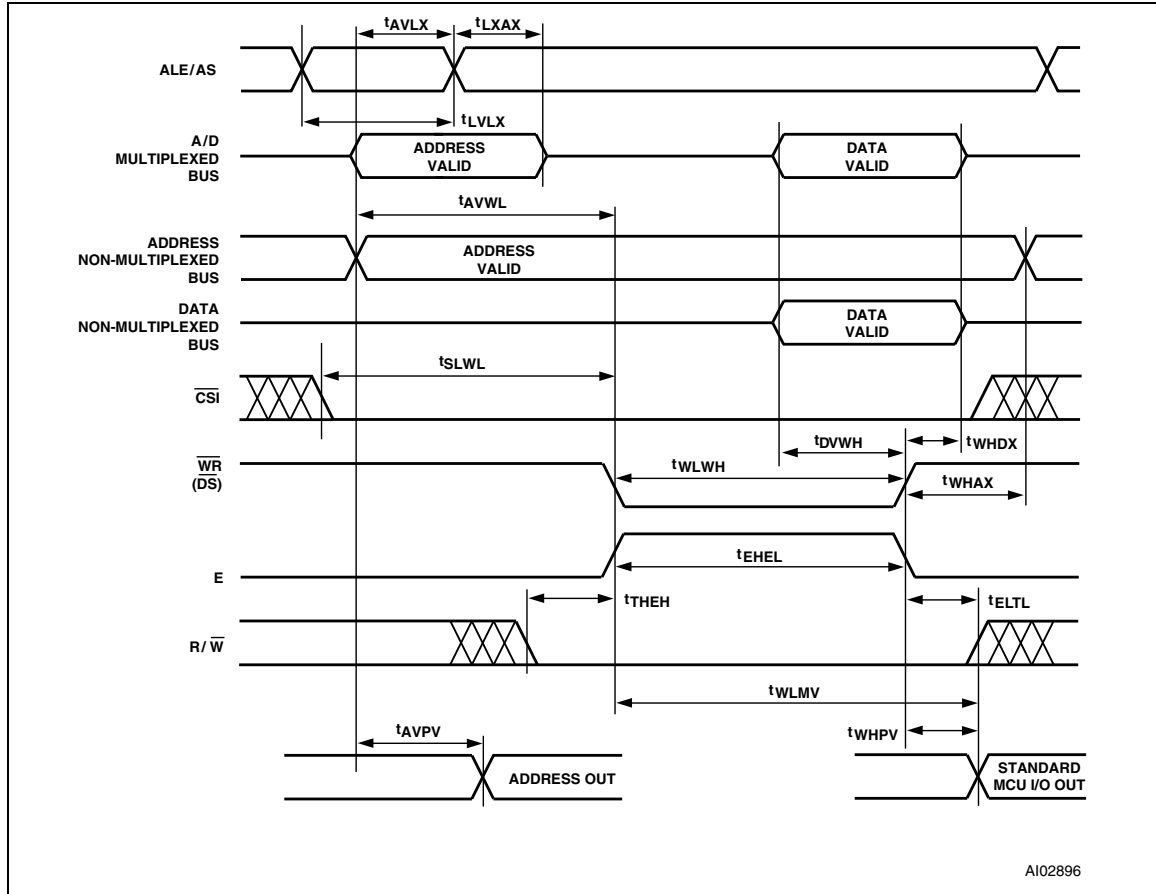 tAVLX
tLXAX
ALE/AS
tLVLX
A/D
MULTIPLEXED
BUS
ADDRESS
VALID
DATA
VALID
tAVWL
ADDRESS
NON-MULTIPLEXED
BUS
ADDRESS
VALID
DATA
NON-MULTIPLEXED
BUS
DATA
VALID
tSLWL
CSI
tDVWH
tWHDX
WR
(DS)
tWLWH
tWHAX
E
tEHEL
tTHEH
tELTL
R/W
tWLMV
tAVPV
tWHPV
ADDRESS OUT
STANDARD
MCU I/O OUT
AI02896